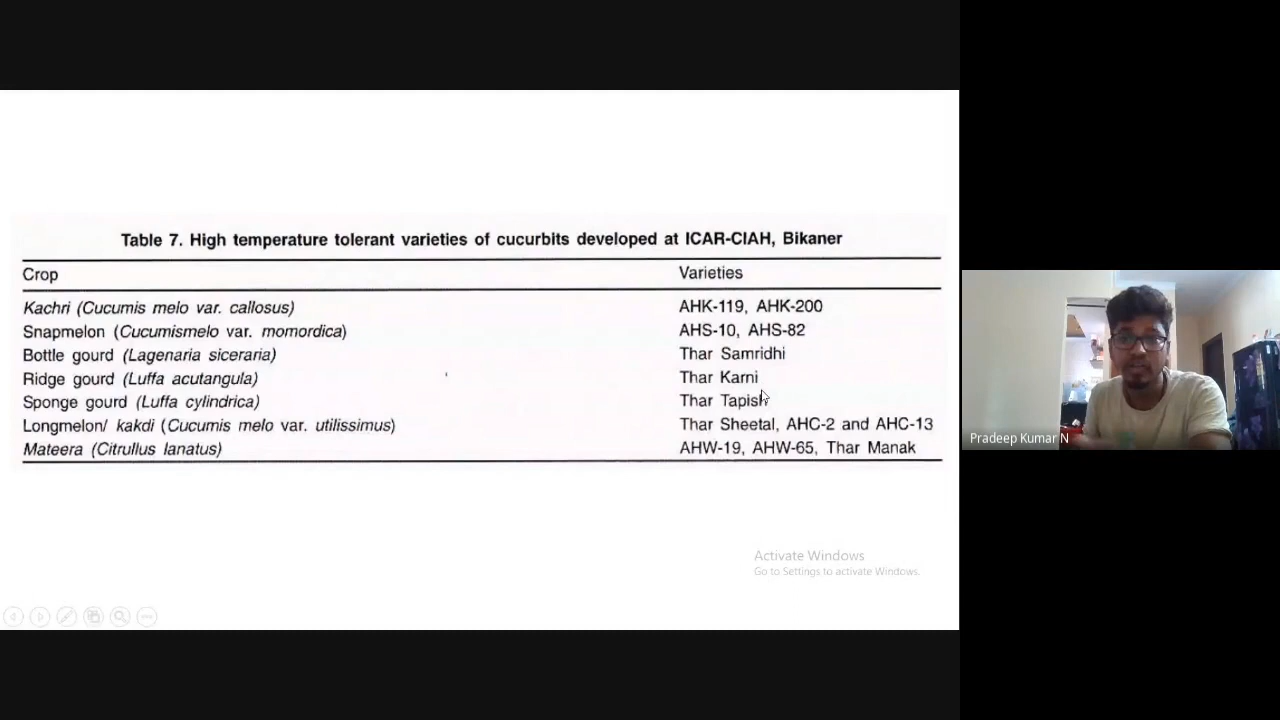 Table 7. High temperature tolerant varieties of cucurbits developed at ICAR-CIAH, Bikaner
Crop Varieties
Kachri (Cucumis melo var. callosus) AHK-119, AHK-200
Snapmelon (Cucumismelo var. momordica) AHS-10, AHS-82
Bottle gourd (Lagenaria siceraria) Thar Samridhi
Ridge gourd (Luffa acutangula) Thar Karni
Sponge gourd (Luffa cylindrica) Thar Tapish
Longmelon/ kakdi (Cucumis melo var. utilissimus) Thar Sheetal, AHC-2 and AHC-13
Mateera (Citrullus lanatus) AHW-19, AHW-65, Thar Manak
Pradeep Kumar N
Activate Windows
Go to Settings to activate Windows.